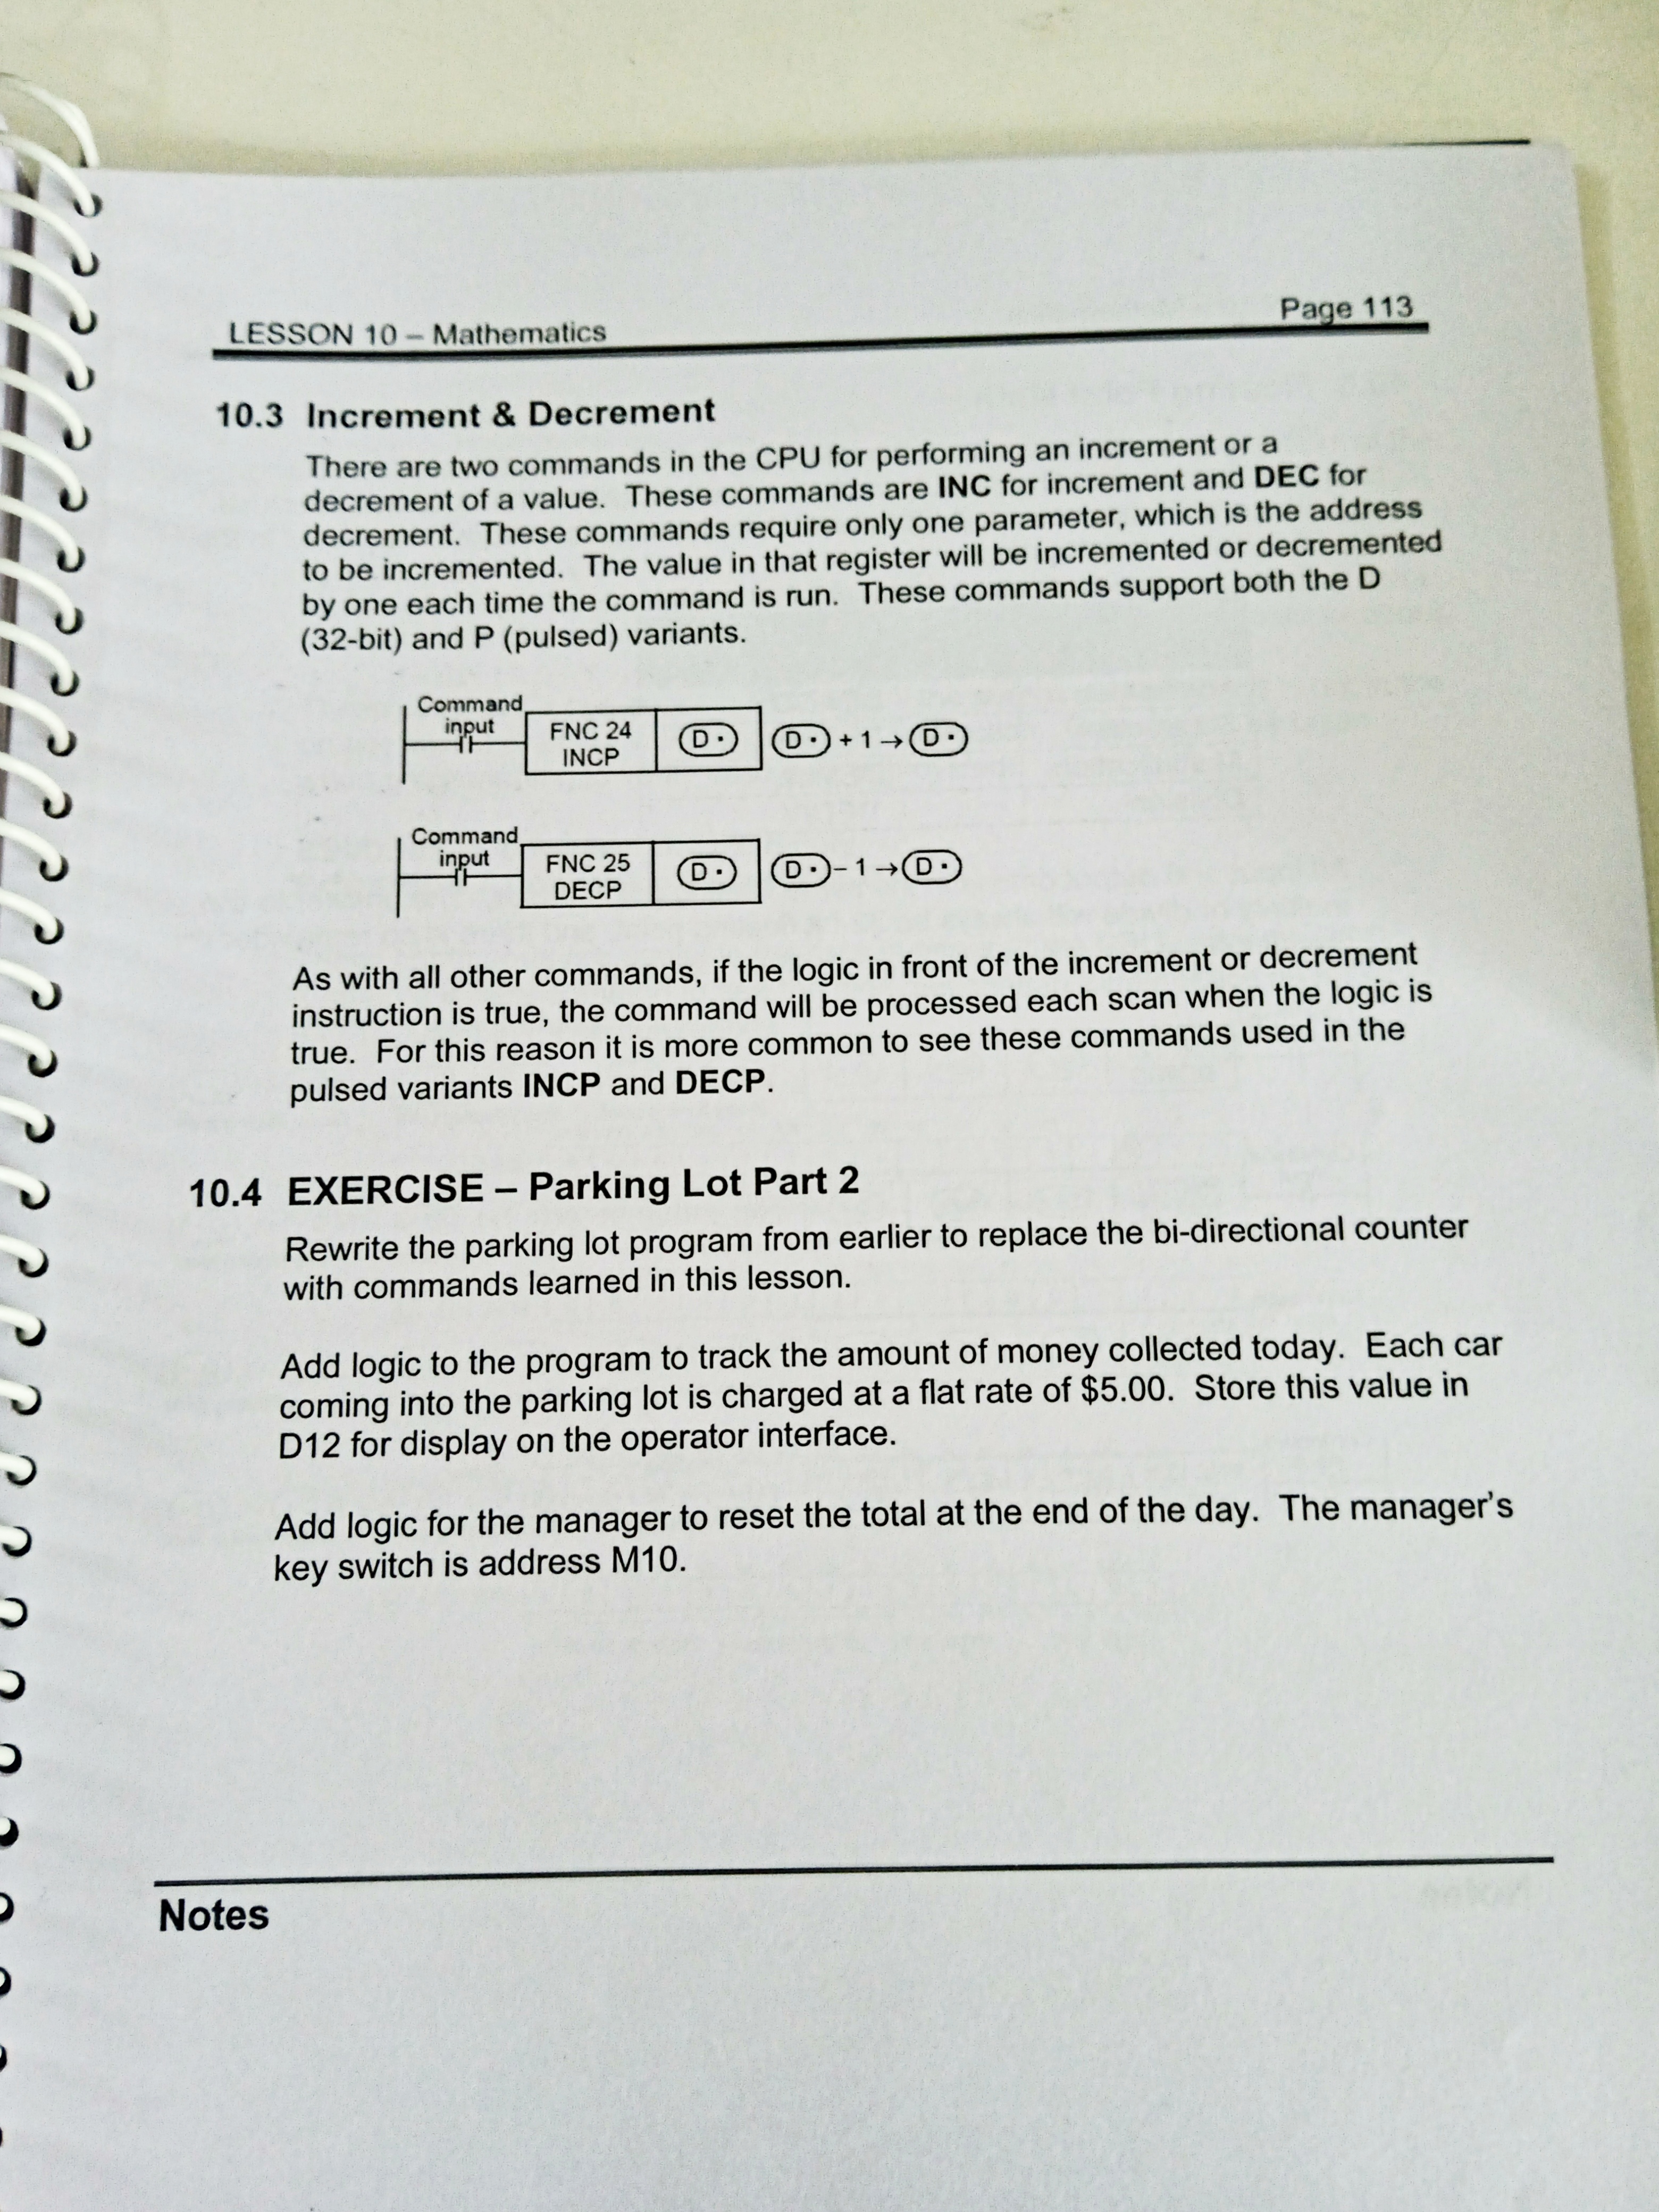 Page 113
LESSON 10 – Mathematics
10.3 Increment & Decrement
There are two commands in the CPU for performing an increment or a
decrement of a value. These commands are INC for increment and DEC for
decrement. These commands require only one parameter, which is the address
to be incremented. The value in that register will be incremented or decremented
by one each time the command is run. These commands support both the D
(32-bit) and P (pulsed) variants.
Command
input
FNC 24
INCP
D· D· + 1 → D·
Command
input
FNC 25
DECP
D· D· – 1 → D·
As with all other commands, if the logic in front of the increment or decrement
instruction is true, the command will be processed each scan when the logic is
true. For this reason it is more common to see these commands used in the
pulsed variants INCP and DECP.
10.4 EXERCISE – Parking Lot Part 2
Rewrite the parking lot program from earlier to replace the bi-directional counter
with commands learned in this lesson.
Add logic to the program to track the amount of money collected today. Each car
coming into the parking lot is charged at a flat rate of $5.00. Store this value in
D12 for display on the operator interface.
Add logic for the manager to reset the total at the end of the day. The manager's
key switch is address M10.
Notes